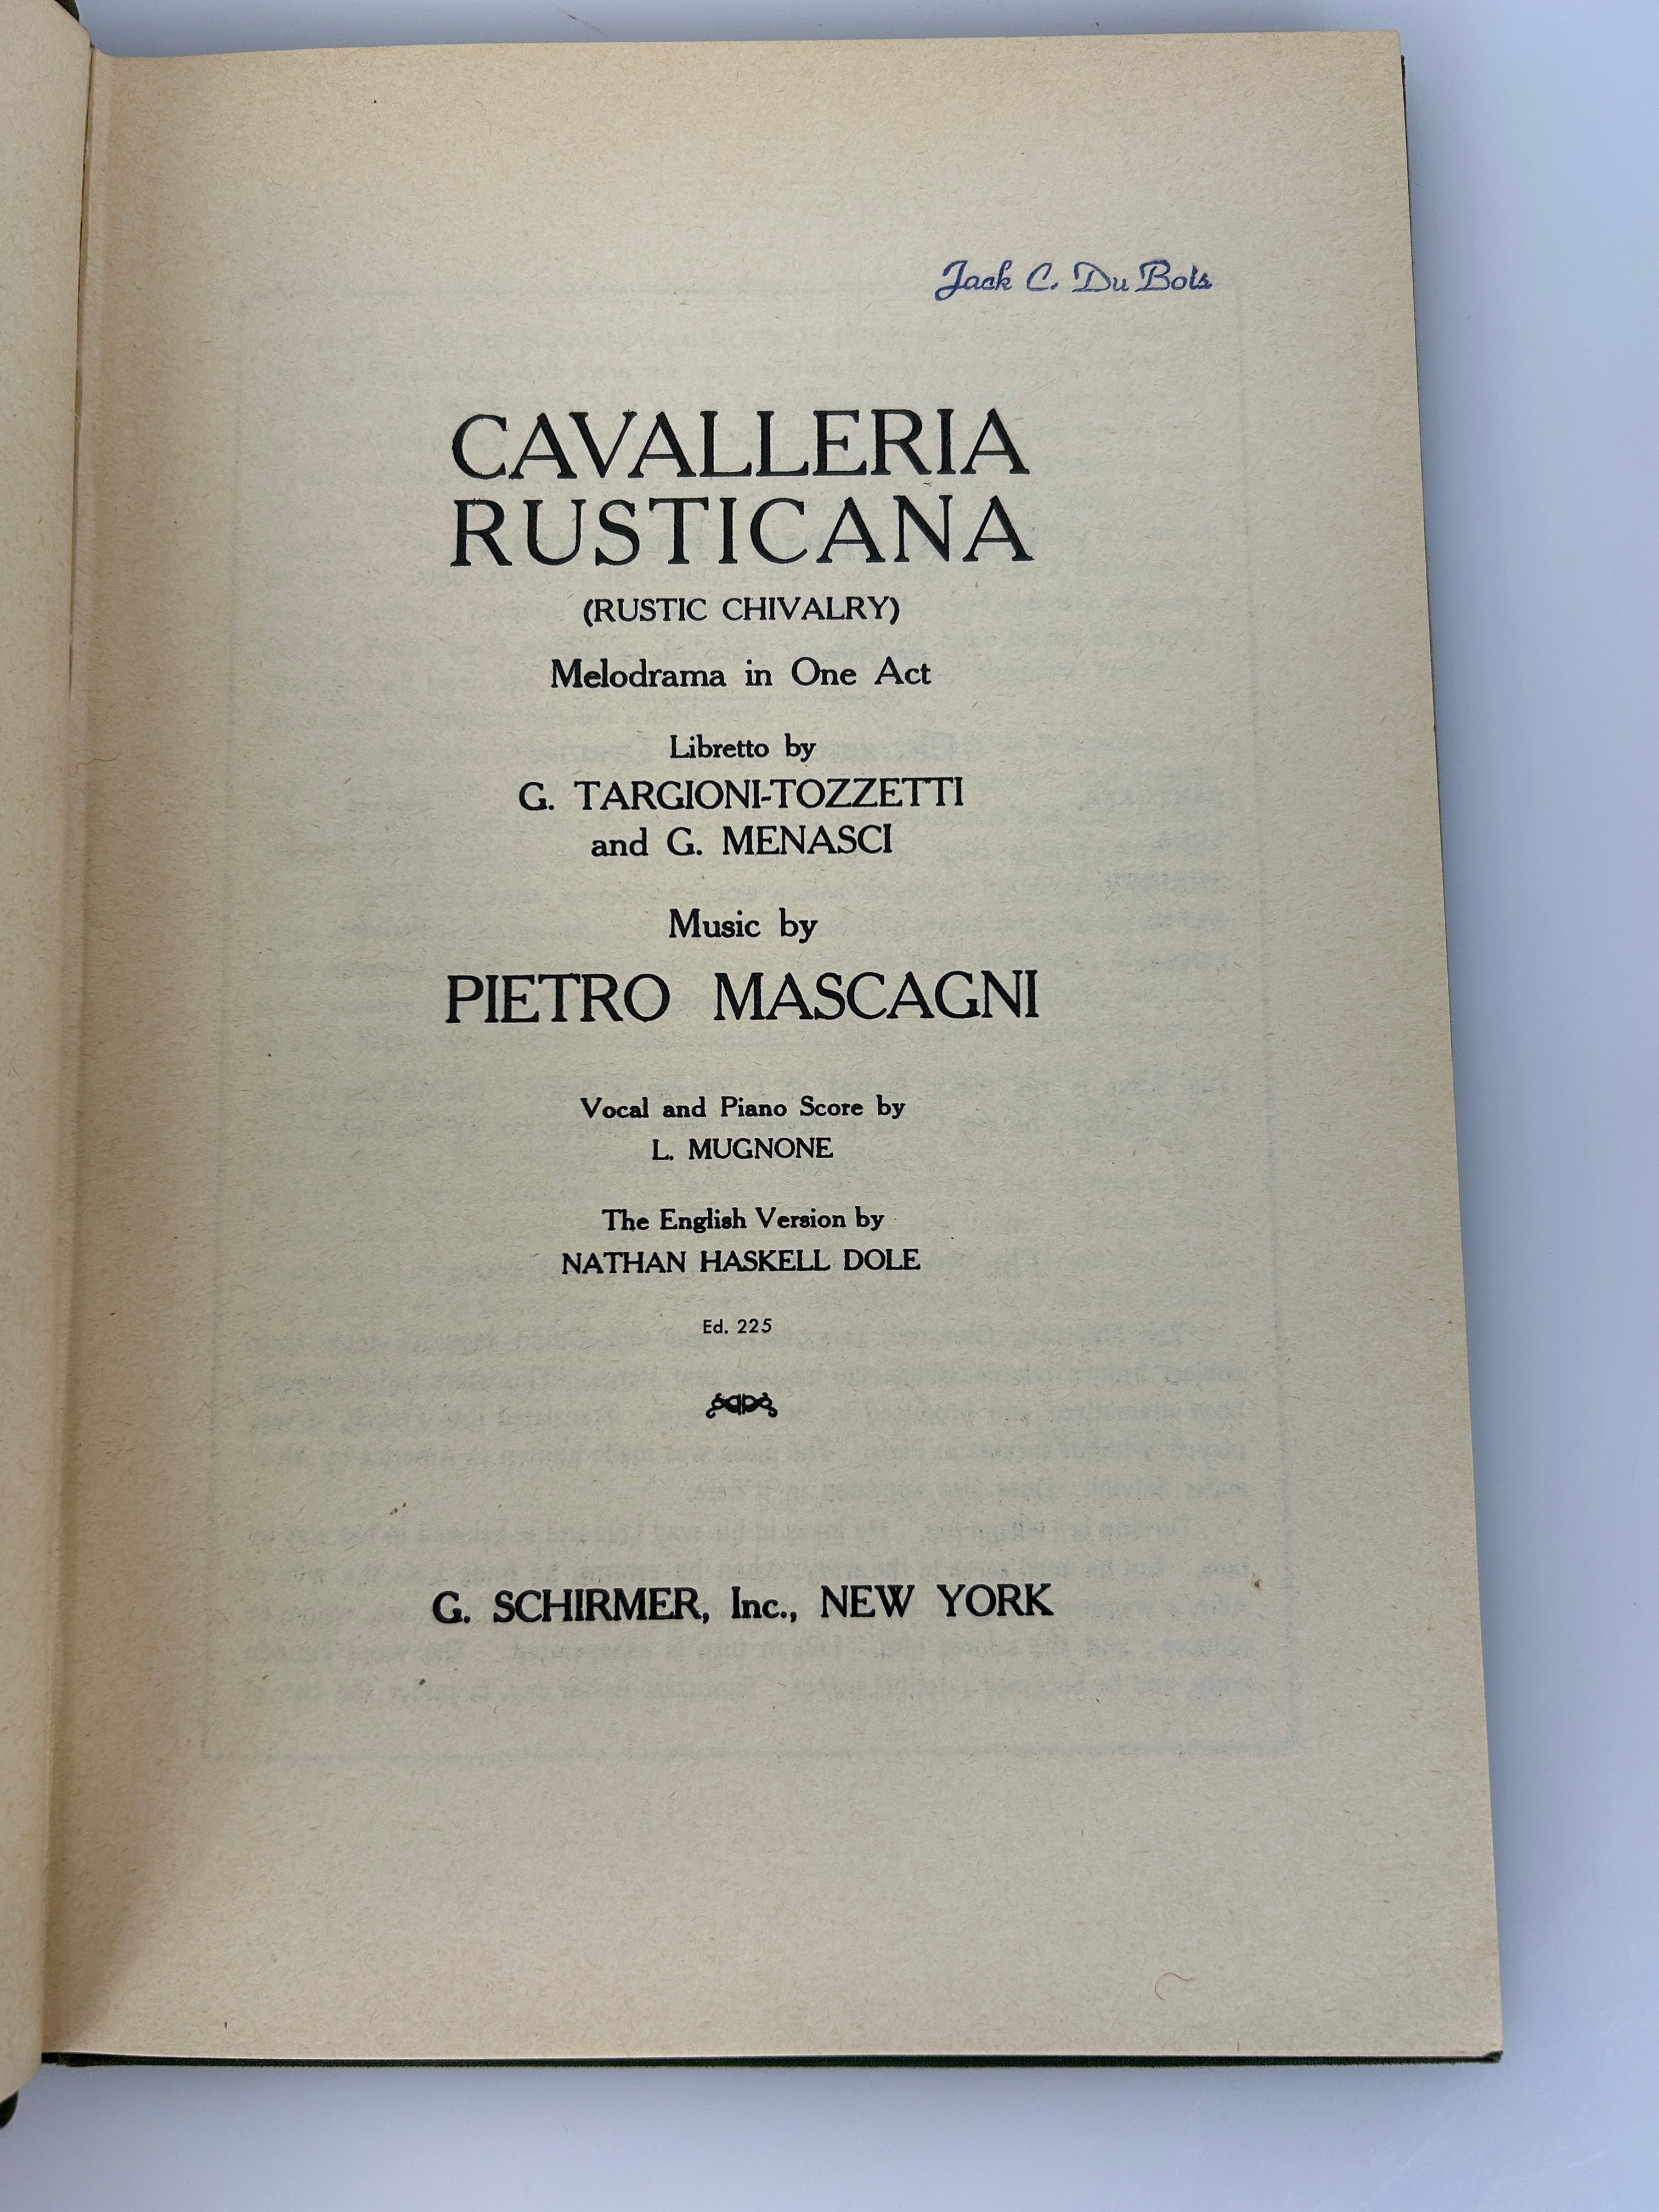 Jack C. Du Bois
CAVALLERIA
RUSTICANA
(RUSTIC CHIVALRY)
Melodrama in One Act
Libretto by
G. TARGIONI-TOZZETTI
and G. MENASCI
Music by
PIETRO MASCAGNI
Vocal and Piano Score by
L. MUGNONE
The English Version by
NATHAN HASKELL DOLE
Ed. 225
G. SCHIRMER, Inc., NEW YORK